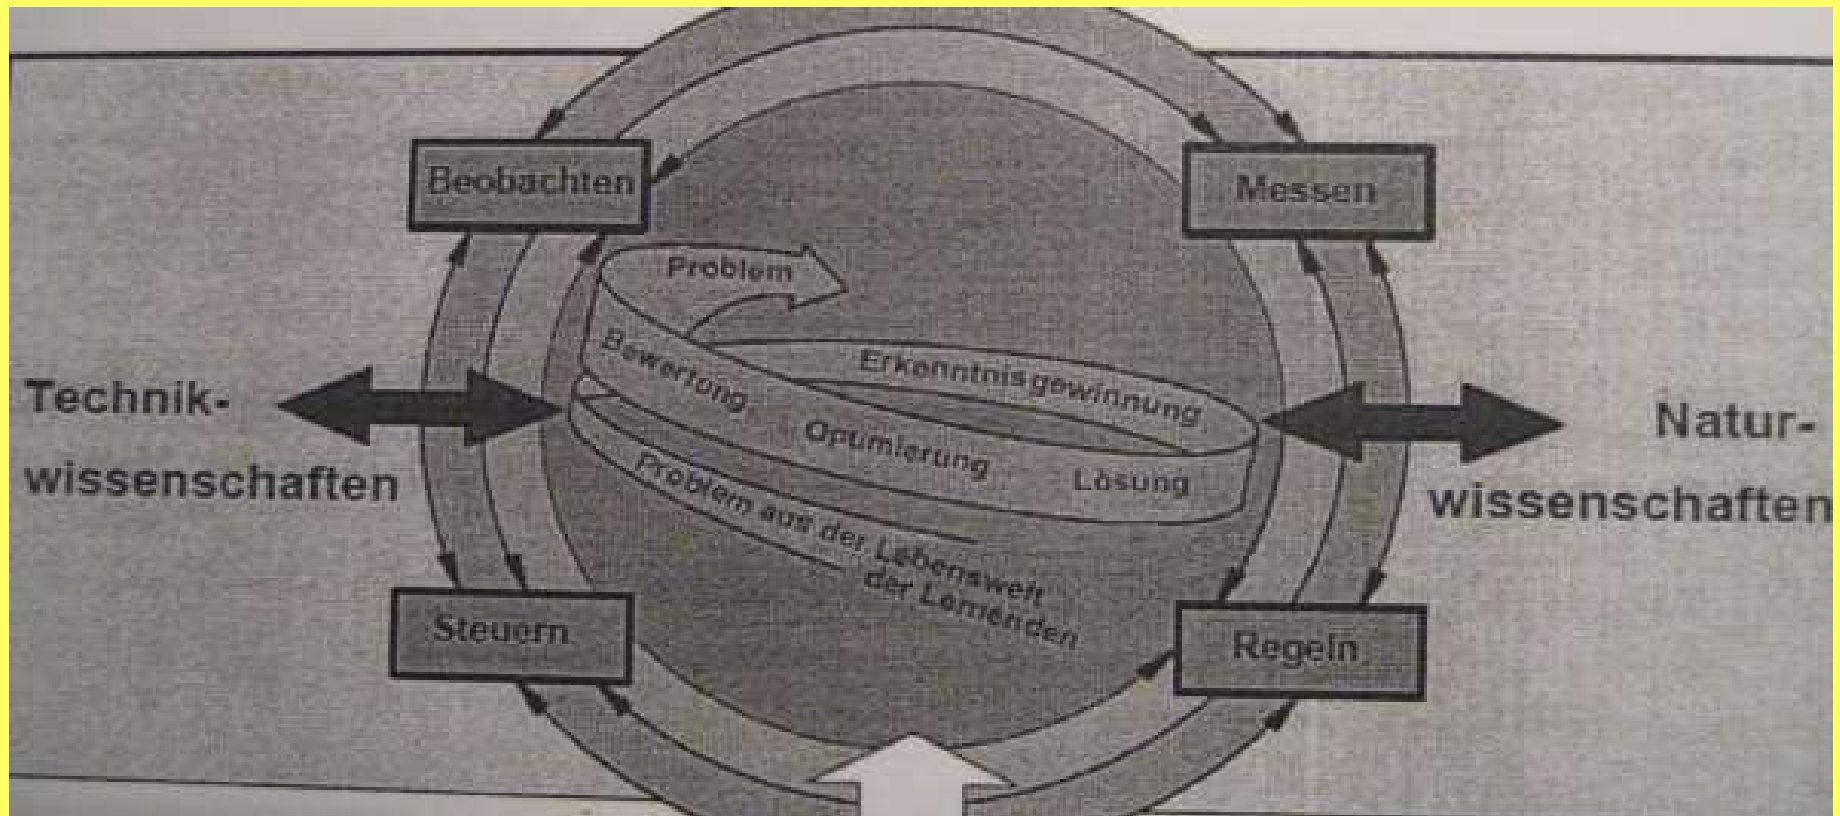 Beobachten
Messen
Problem
Bewertung
Erkenntnisgewinnung
Optimierung
Lösung
Technik-
wissenschaften
Natur-
wissenschaften
Problem aus der Lebenswelt
der Lernenden
Steuern
Regeln